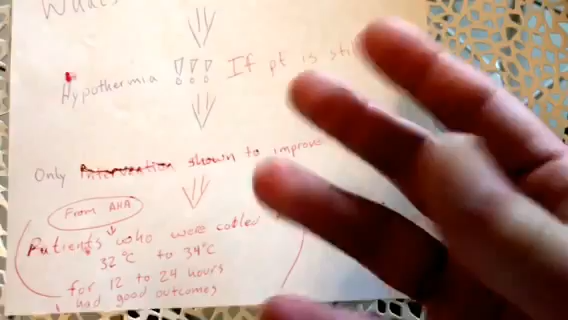 Hypothermia !!! If pt is
Only Intervention shown to improve
From AHA
Patients who were cooled
32°C to 34°C
for 12 to 24 hours
had good outcomes